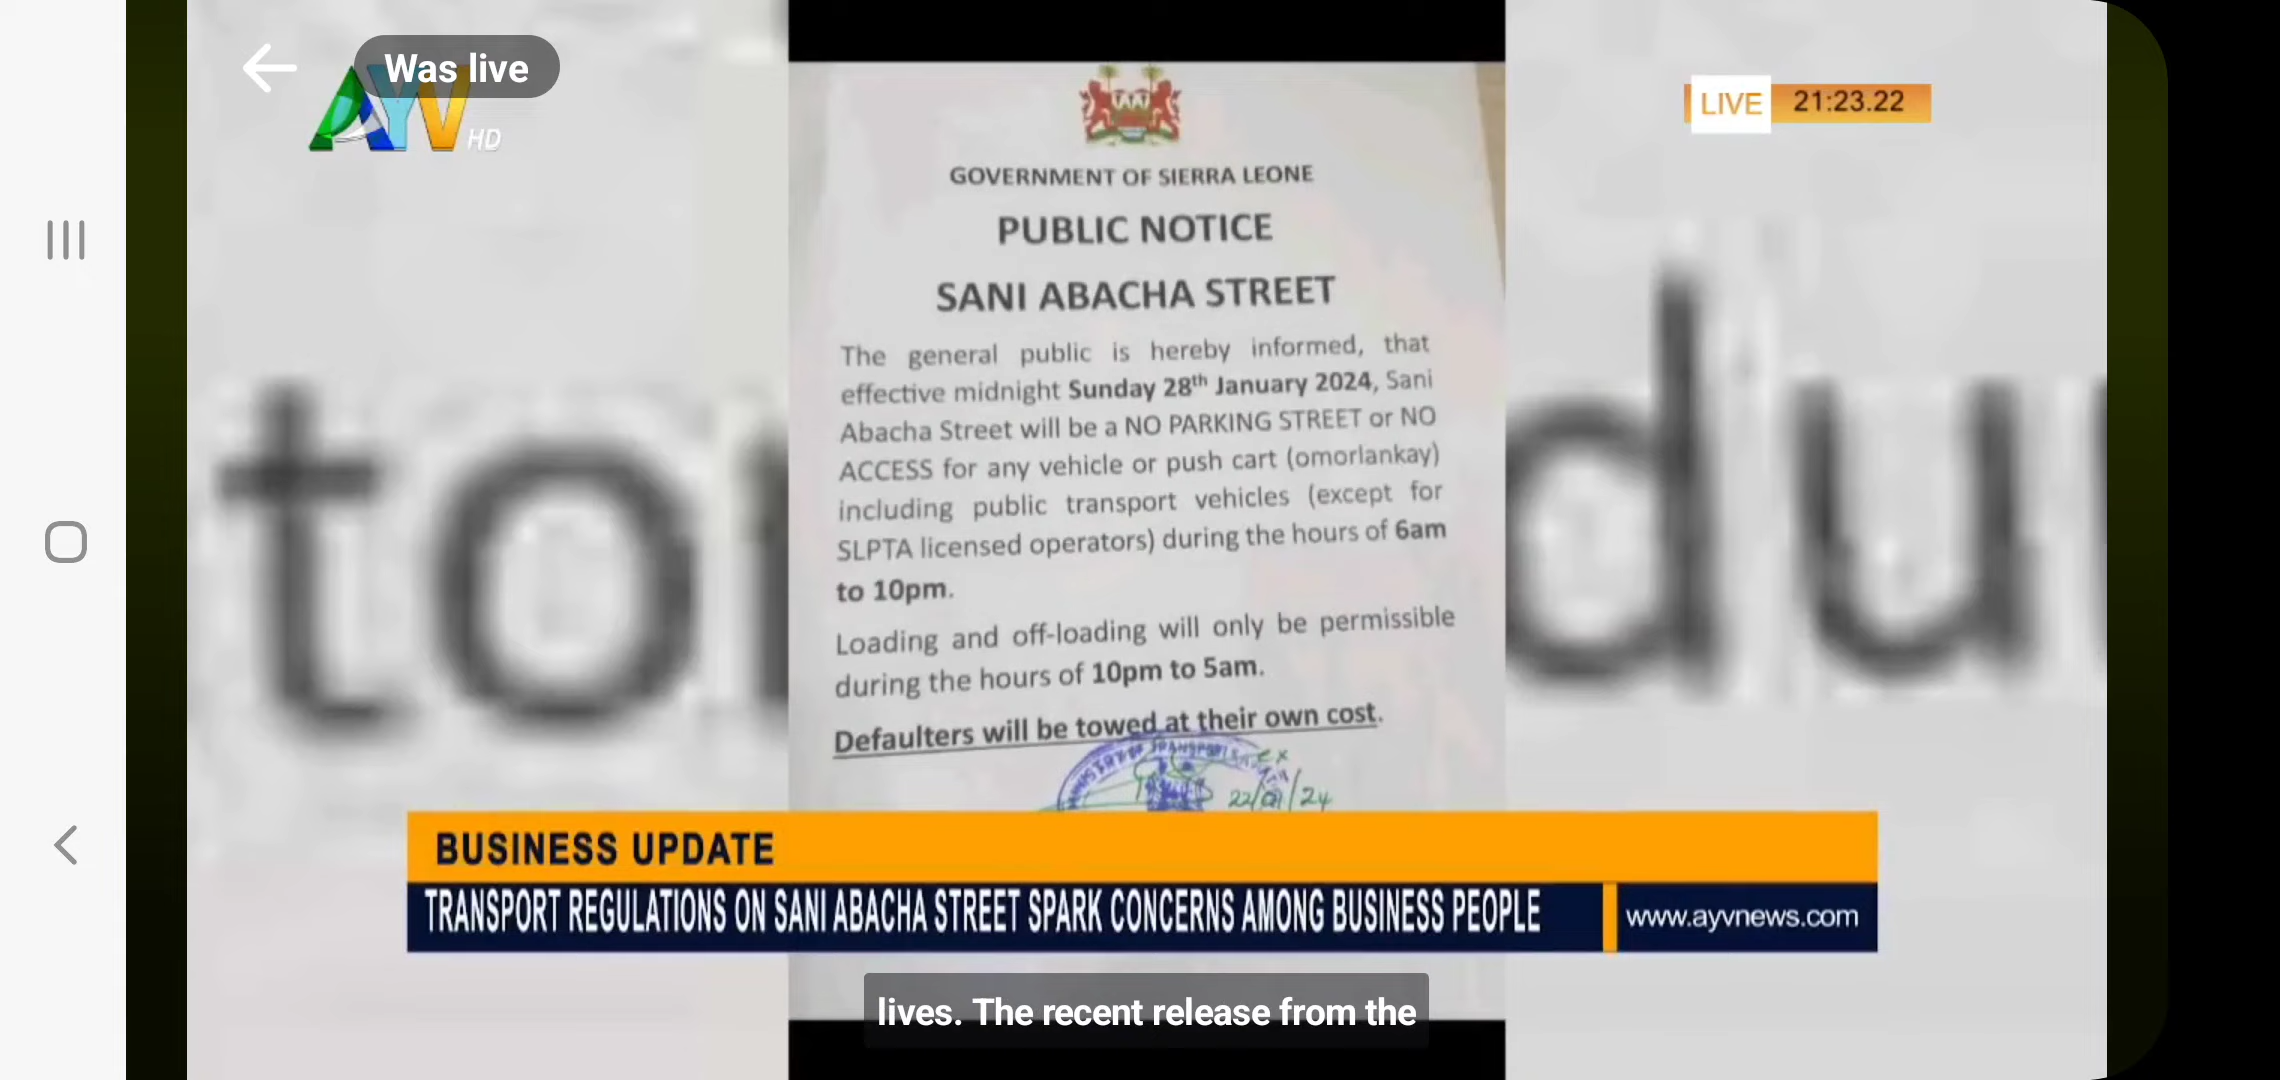 Was live
AYV HD
LIVE 21:23.22
GOVERNMENT OF SIERRA LEONE
PUBLIC NOTICE
SANI ABACHA STREET
The general public is hereby informed, that
effective midnight Sunday 28th January 2024, Sani
Abacha Street will be a NO PARKING STREET or NO
ACCESS for any vehicle or push cart (omorlankay)
including public transport vehicles (except for
SLPTA licensed operators) during the hours of 6am
to 10pm.
Loading and off-loading will only be permissible
during the hours of 10pm to 5am.
Defaulters will be towed at their own cost.
22/01/24
BUSINESS UPDATE
TRANSPORT REGULATIONS ON SANI ABACHA STREET SPARK CONCERNS AMONG BUSINESS PEOPLE
www.ayvnews.com
lives. The recent release from the